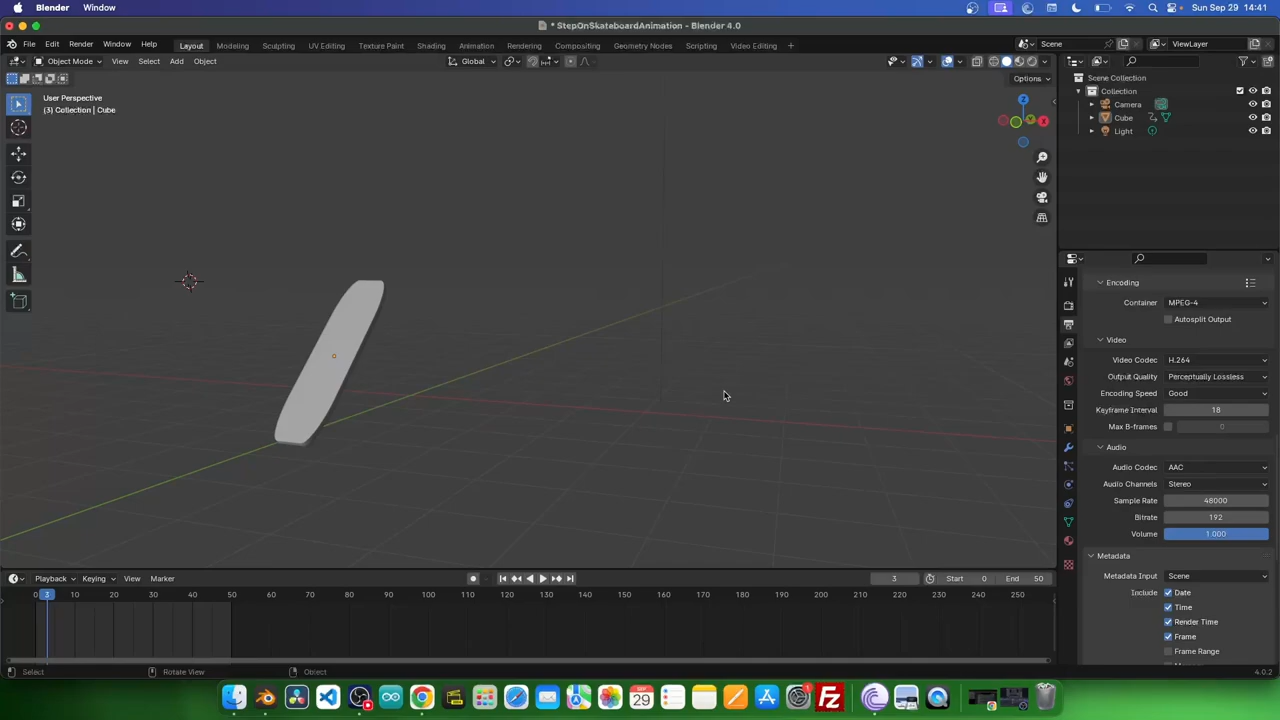 Blender Window Sun Sep 29 14:41
* StepOnSkateboardAnimation - Blender 4.0
File Edit Render Window Help Layout Modeling Sculpting UV Editing Texture Paint Shading Animation Rendering Compositing Geometry Nodes Scripting Video Editing + Scene ViewLayer
Object Mode View Select Add Object Global
Options
User Perspective
(3) Collection | Cube
Z
X
Y
Scene Collection
Collection
Camera
Cube
Light
Encoding
Container MPEG-4
Autosplit Output
Video
Video Codec H.264
Output Quality Perceptually Lossless
Encoding Speed Good
Keyframe Interval 18
Max B-frames 0
Audio
Audio Codec AAC
Audio Channels Stereo
Sample Rate 48000
Bitrate 192
Volume 1.000
Metadata
Metadata Input Scene
Include Date
Time
Render Time
Frame
Frame Range
Playback Keying View Marker 3 Start 0 End 50
0 3 10 20 30 40 50 60 70 80 90 100 110 120 130 140 150 160 170 180 190 200 210 220 230 240 250
Select Rotate View Object 4.0.2
SEP
29
1
Fz